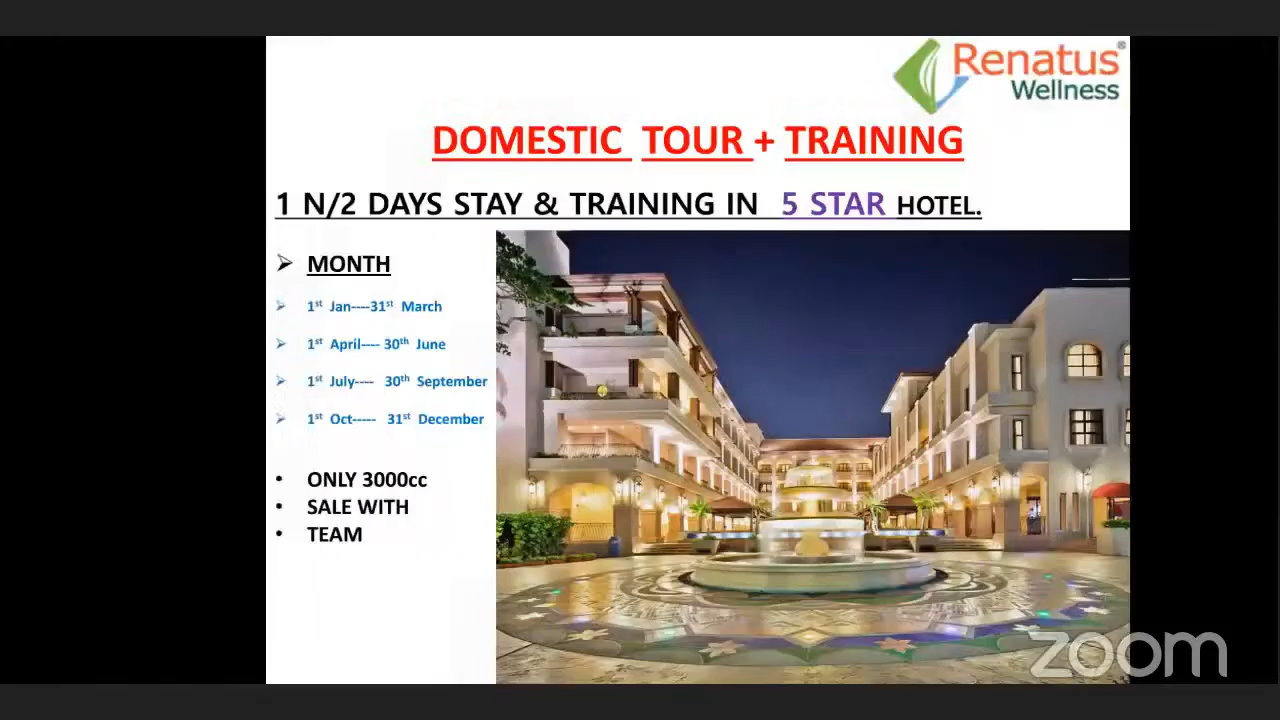 Renatus®
Wellness
DOMESTIC TOUR + TRAINING
1 N/2 DAYS STAY & TRAINING IN 5 STAR HOTEL.
MONTH
1st Jan----31st March
1st April---- 30th June
1st July---- 30th September
1st Oct----- 31st December
ONLY 3000cc
SALE WITH
TEAM
zoom